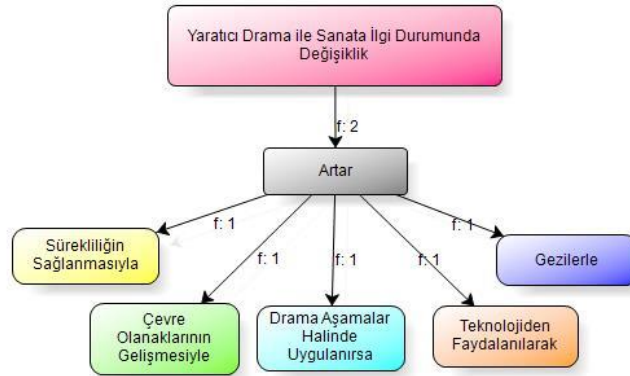 Yaratıcı Drama ile Sanata İlgi Durumunda
Değişiklik
f: 2
Artar
f: 1
f: 1
f: 1
f: 1
f: 1
Sürekliliğin
Sağlanmasıyla
Gezilerle
Çevre
Olanaklarının
Gelişmesiyle
Drama Aşamalar
Halinde
Uygulanırsa
Teknolojiden
Faydalanılarak